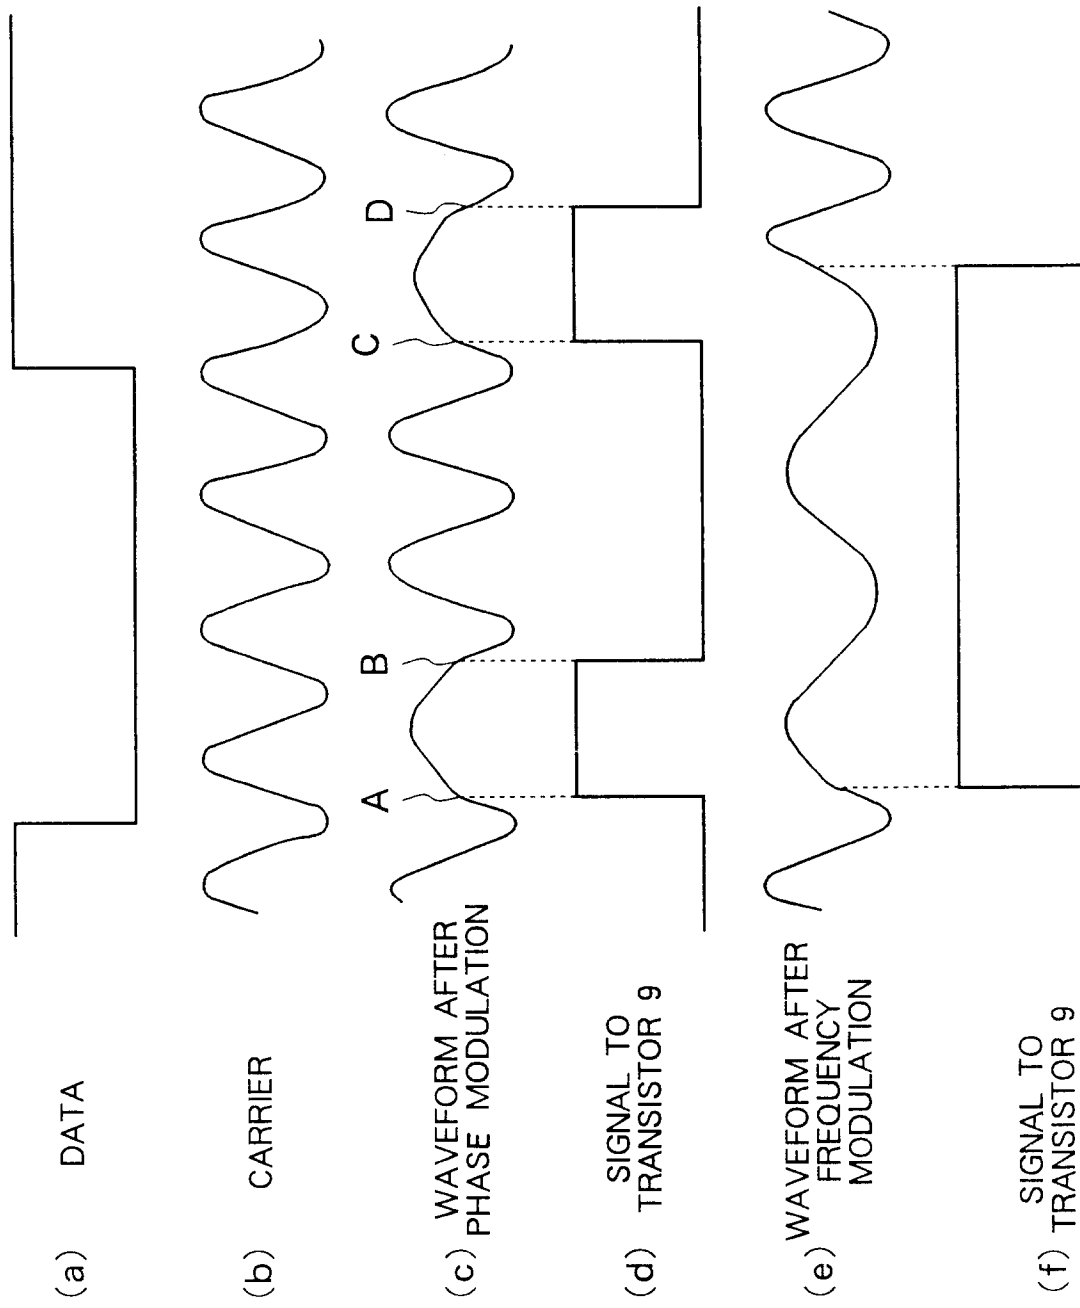 (a) DATA
(b) CARRIER
(c) WAVEFORM AFTER
PHASE MODULATION
A
B
C
D
(d) SIGNAL TO
TRANSISTOR 9
(e) WAVEFORM AFTER
FREQUENCY
MODULATION
(f) SIGNAL TO
TRANSISTOR 9